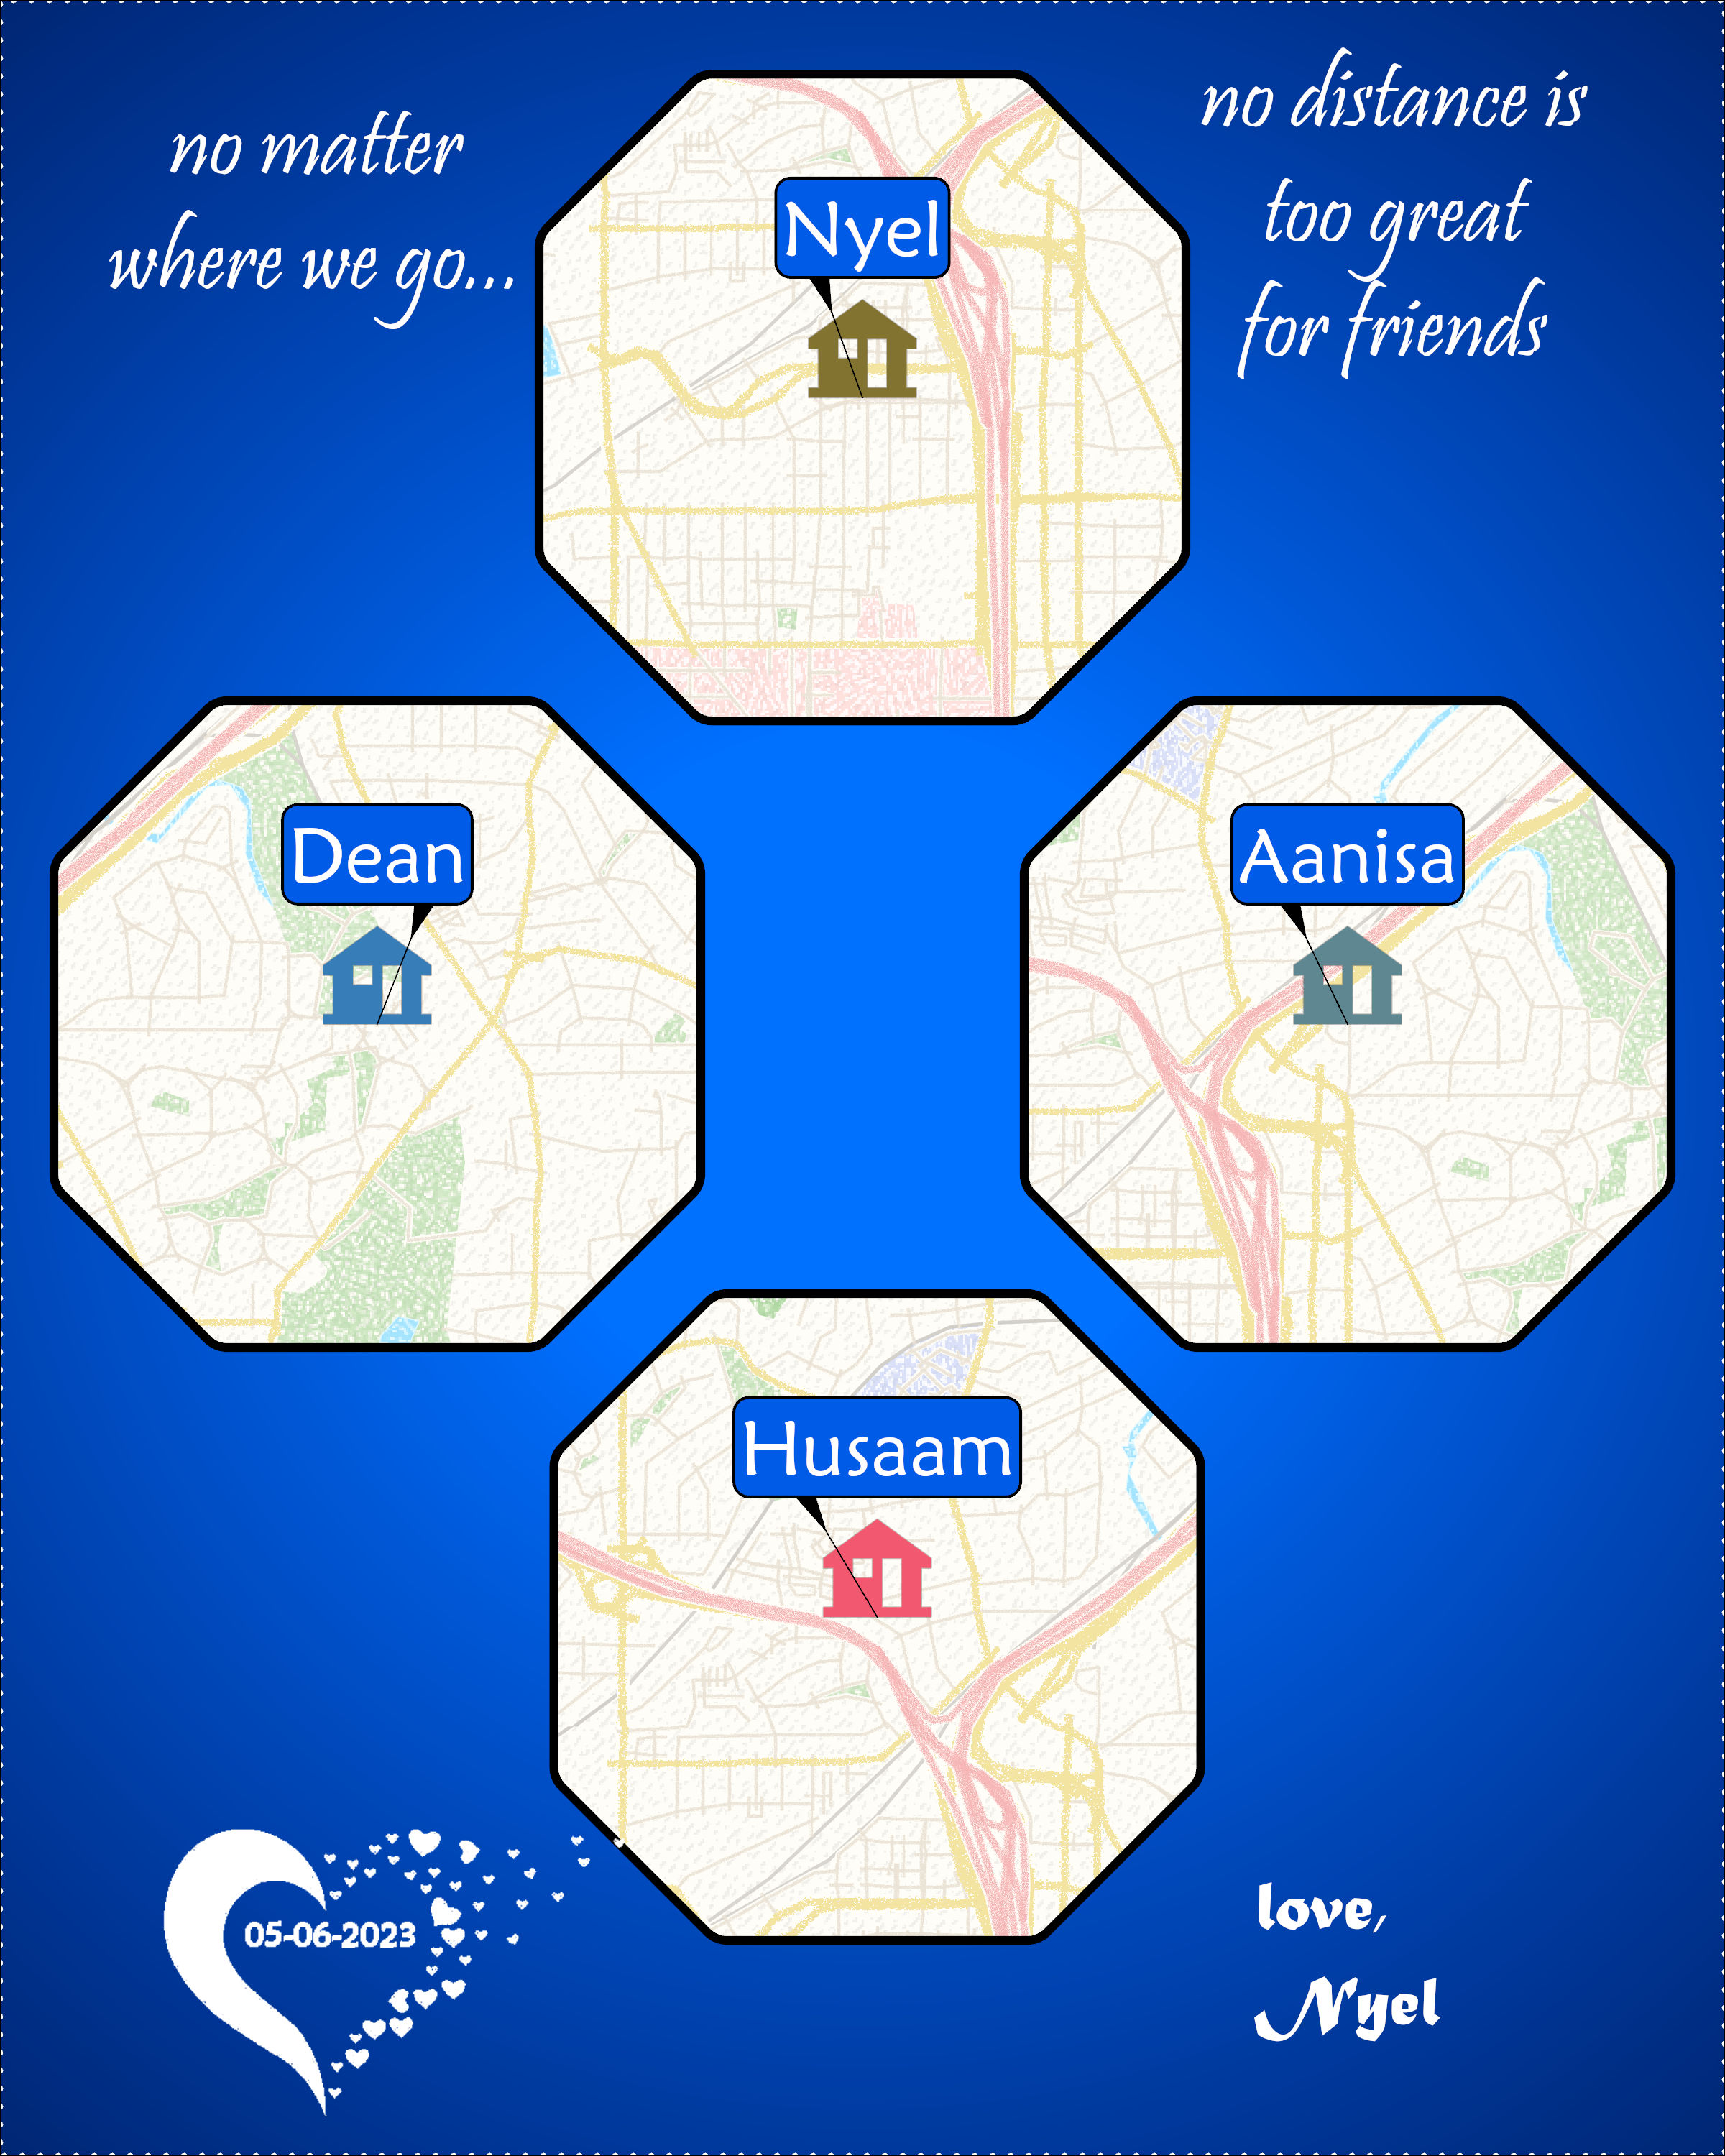 no matter
where we go...
no distance is
too great
for friends
Nyel
Dean
Aanisa
Husaam
05-06-2023
love,
Nyel